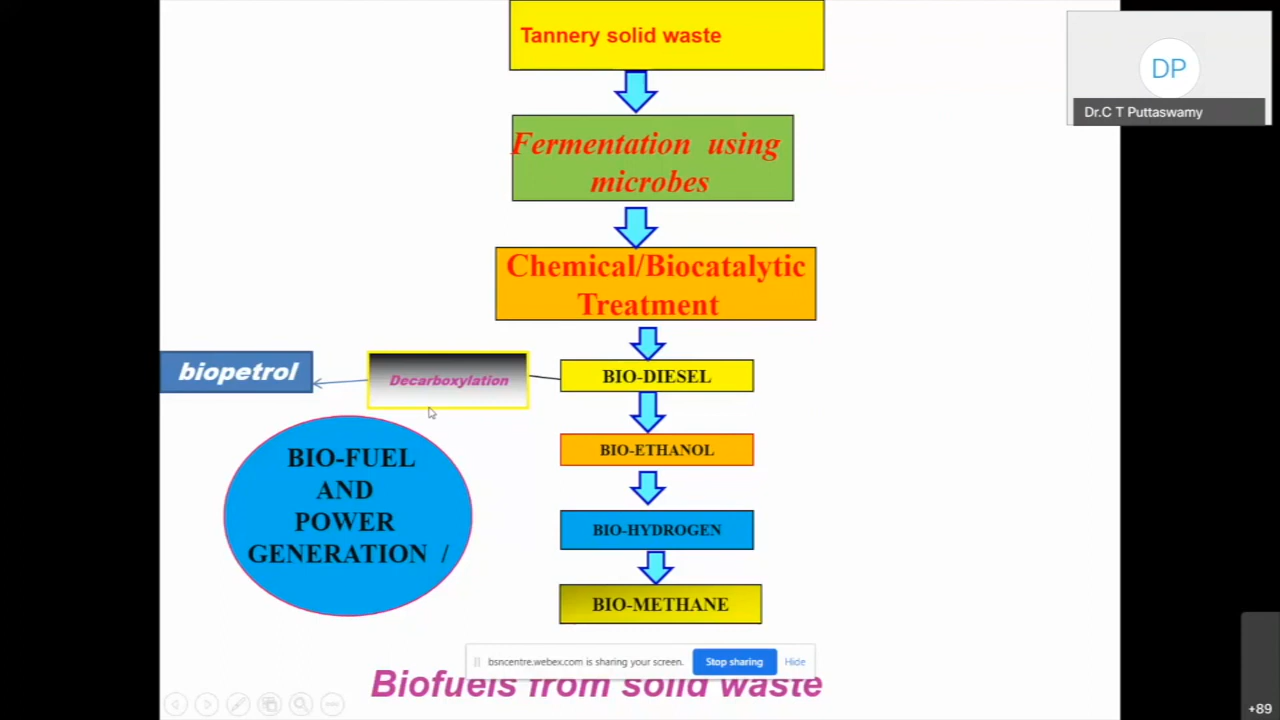 Tannery solid waste
DP
Dr.C T Puttaswamy
Fermentation using
microbes
Chemical/Biocatalytic
Treatment
biopetrol
Decarboxylation
BIO-DIESEL
BIO-ETHANOL
BIO-FUEL
AND
POWER
GENERATION /
BIO-HYDROGEN
BIO-METHANE
bsncentre.webex.com is sharing your screen.
Stop sharing
Hide
Biofuels from solid waste
+89